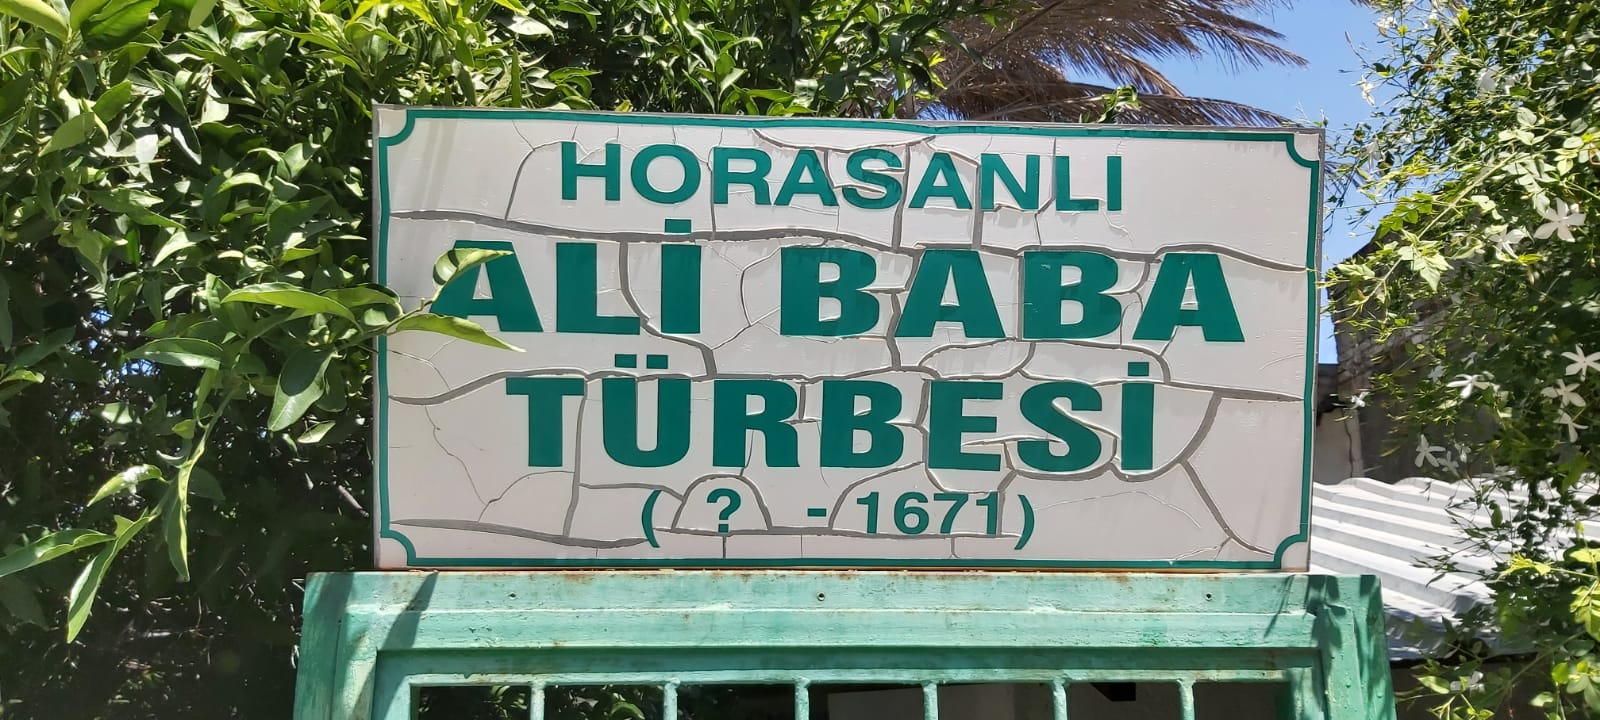 HORASANLI
ALİ BABA
TÜRBESİ
( ? - 1671)